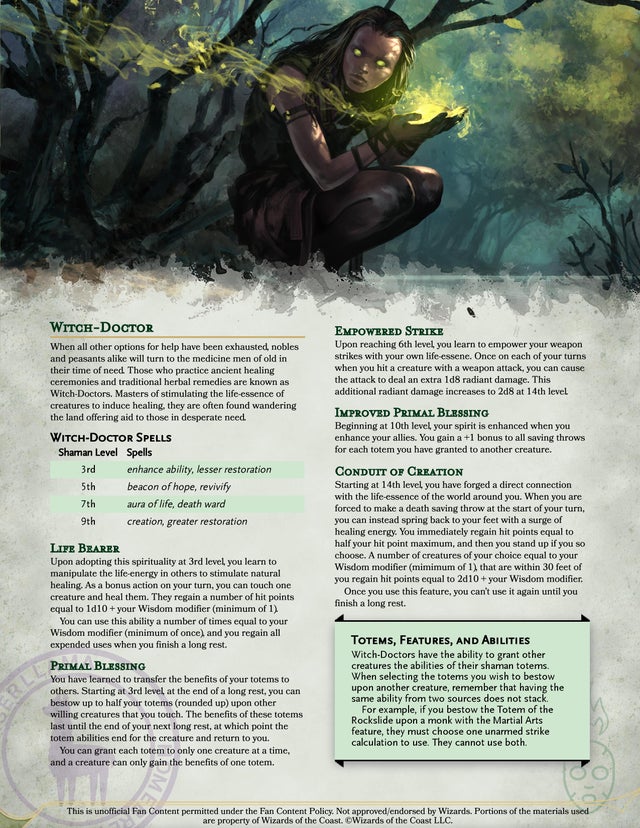 Witch-Doctor
When all other options for help have been exhausted, nobles
and peasants alike will turn to the medicine men of old in
their time of need. Those who practice ancient healing
ceremonies and traditional herbal remedies are known as
Witch-Doctors. Masters of stimulating the life-essence of
creatures to induce healing, they are often found wandering
the land offering aid to those in desperate need.
Witch-Doctor Spells
Shaman Level Spells
3rd enhance ability, lesser restoration
5th beacon of hope, revivify
7th aura of life, death ward
9th creation, greater restoration
Life Bearer
Upon adopting this spirituality at 3rd level, you learn to
manipulate the life-energy in others to stimulate natural
healing. As a bonus action on your turn, you can touch one
creature and heal them. They regain a number of hit points
equal to 1d10 + your Wisdom modifier (minimum of 1).
You can use this ability a number of times equal to your
Wisdom modifier (minimum of once), and you regain all
expended uses when you finish a long rest.
Primal Blessing
You have learned to transfer the benefits of your totems to
others. Starting at 3rd level, at the end of a long rest, you can
bestow up to half your totems (rounded up) upon other
willing creatures that you touch. The benefits of these totems
last until the end of your next long rest, at which point the
totem abilities end for the creature and return to you.
You can grant each totem to only one creature at a time,
and a creature can only gain the benefits of one totem.
Empowered Strike
Upon reaching 6th level, you learn to empower your weapon
strikes with your own life-essene. Once on each of your turns
when you hit a creature with a weapon attack, you can cause
the attack to deal an extra 1d8 radiant damage. This
additional radiant damage increases to 2d8 at 14th level.
Improved Primal Blessing
Beginning at 10th level, your spirit is enhanced when you
enhance your allies. You gain a +1 bonus to all saving throws
for each totem you have granted to another creature.
Conduit of Creation
Starting at 14th level, you have forged a direct connection
with the life-essence of the world around you. When you are
forced to make a death saving throw at the start of your turn,
you can instead spring back to your feet with a surge of
healing energy. You immediately regain hit points equal to
half your hit point maximum, and then you stand up if you so
choose. A number of creatures of your choice equal to your
Wisdom modifier (mimimum of 1), that are within 30 feet of
you regain hit points equal to 2d10 + your Wisdom modifier.
Once you use this feature, you can't use it again until you
finish a long rest.
Totems, Features, and Abilities
Witch-Doctors have the ability to grant other
creatures the abilities of their shaman totems.
When selecting the totems you wish to bestow
upon another creature, remember that having the
same ability from two sources does not stack.
For example, if you bestow the Totem of the
Rockslide upon a monk with the Martial Arts
feature, they must choose one unarmed strike
calculation to use. They cannot use both.
This is unofficial Fan Content permitted under the Fan Content Policy. Not approved/endorsed by Wizards. Portions of the materials used
are property of Wizards of the Coast. ©Wizards of the Coast LLC.